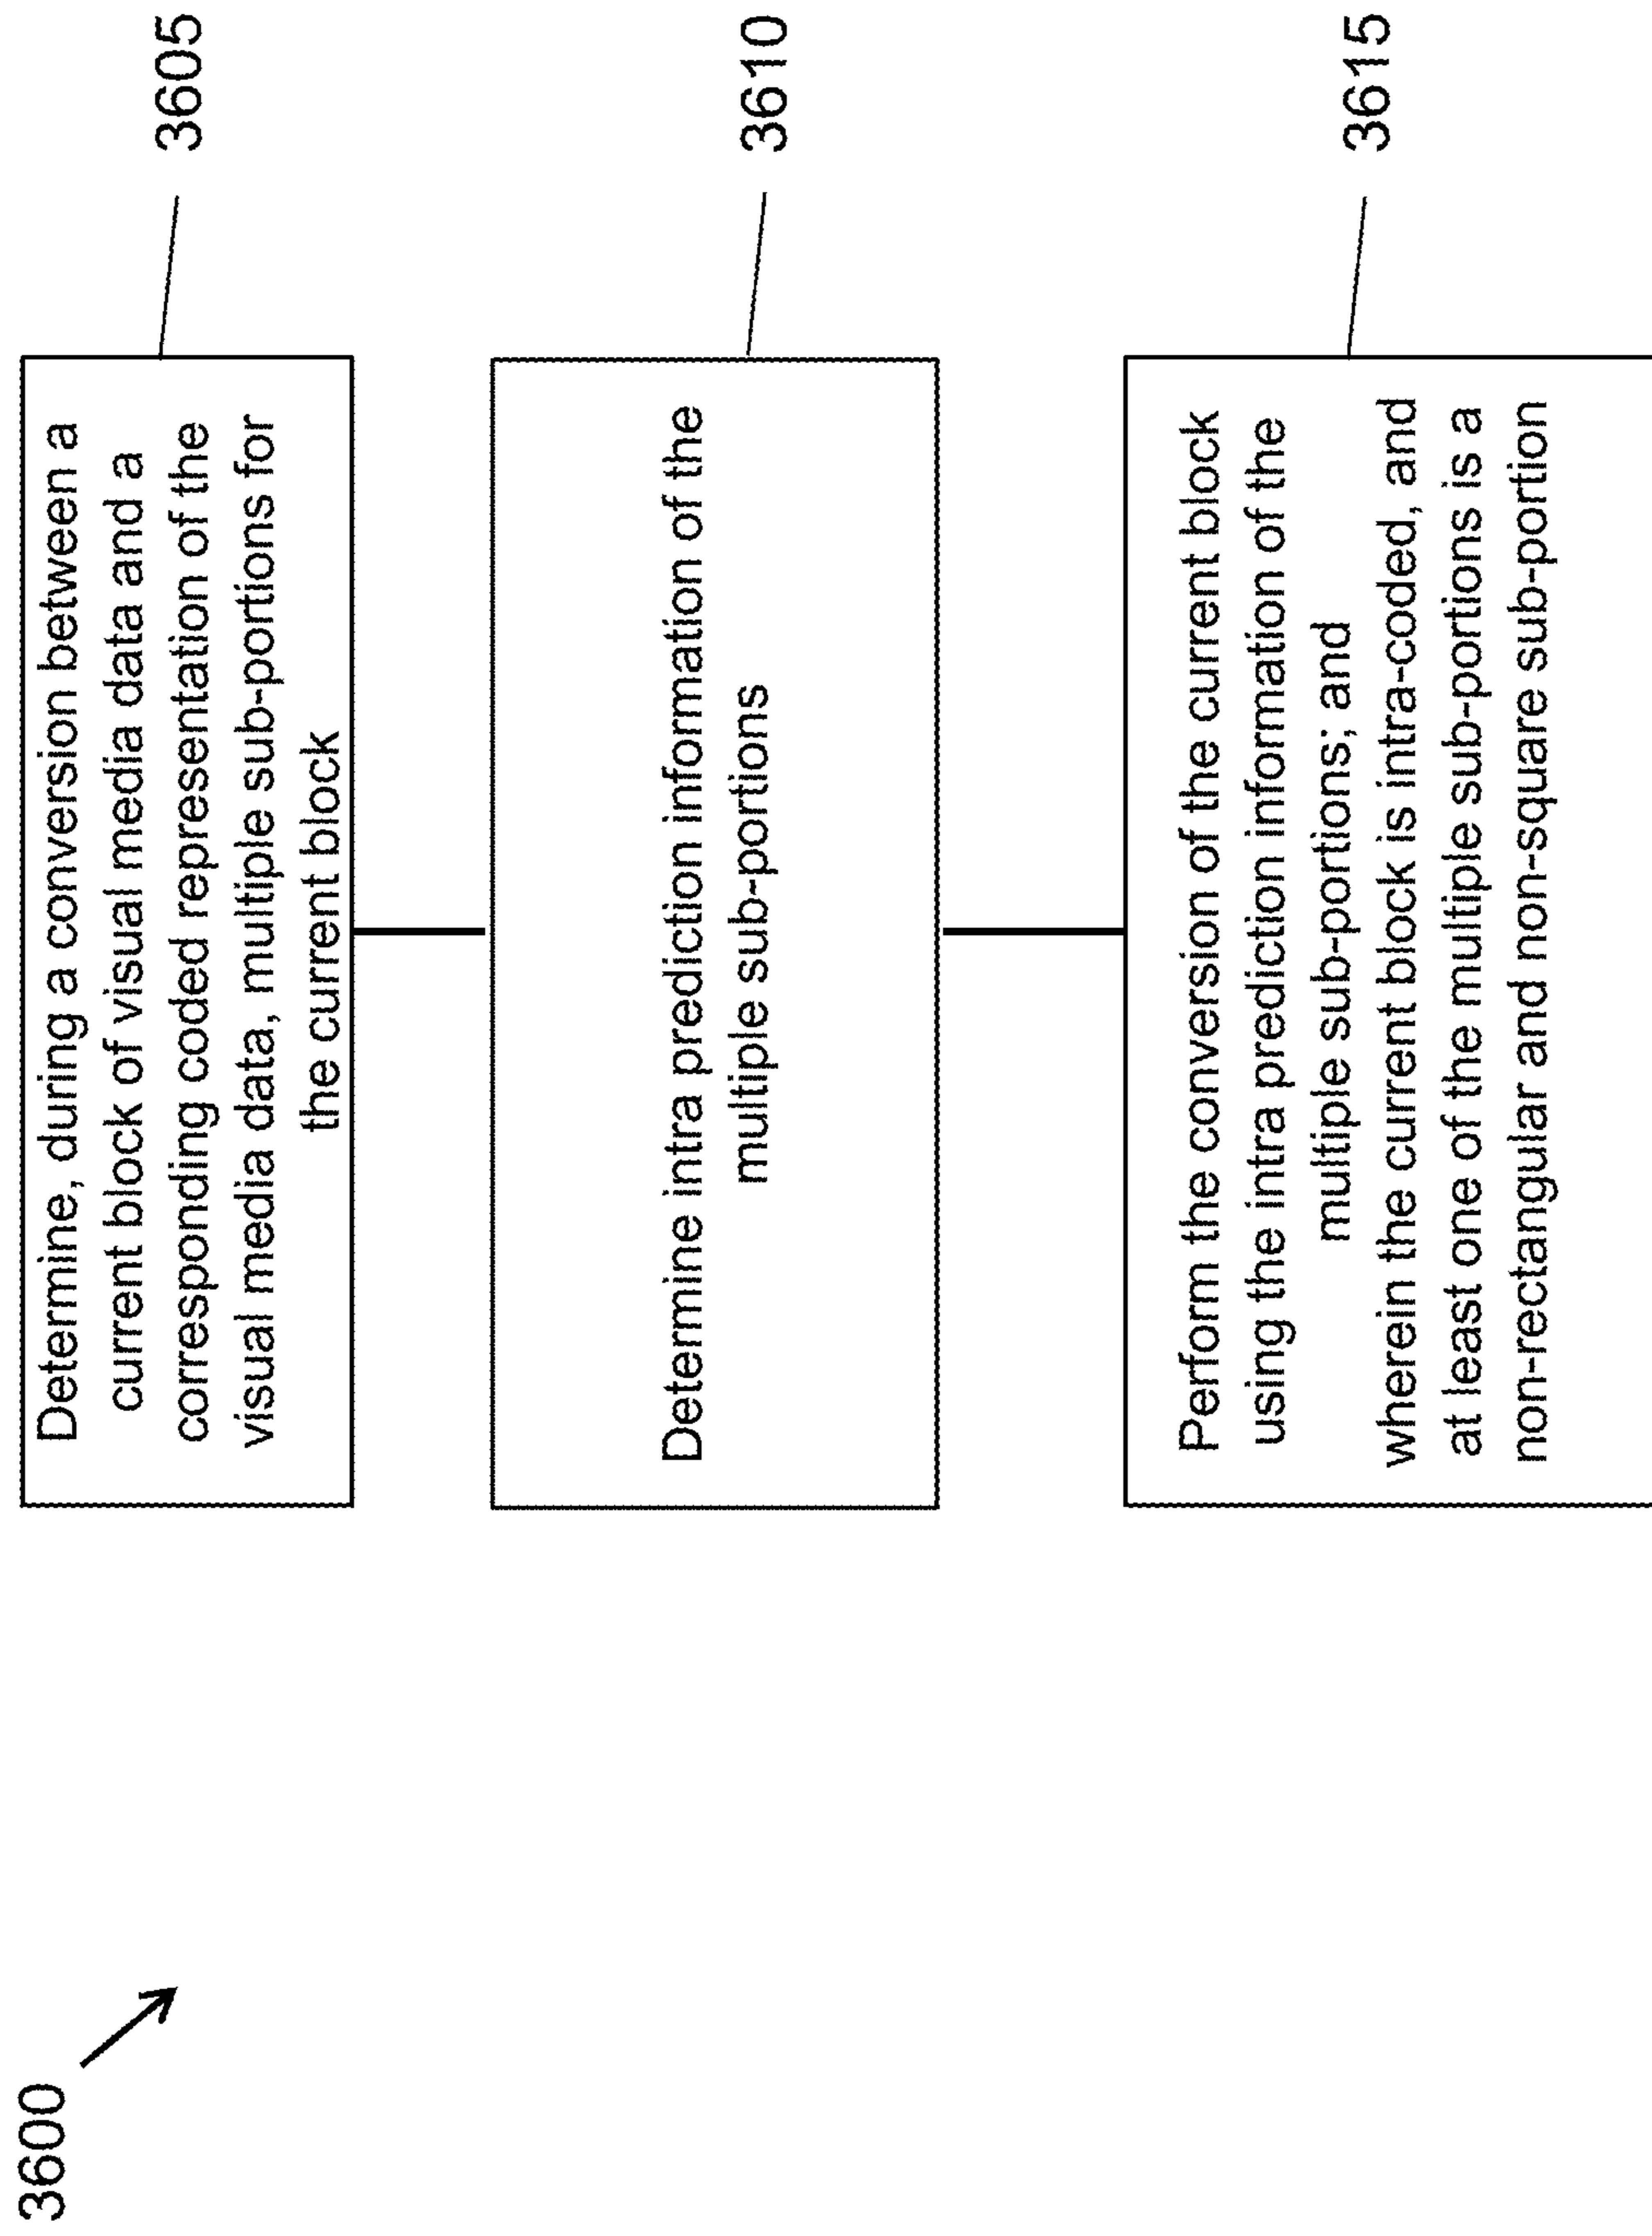 3600
Determine, during a conversion between a
current block of visual media data and a
corresponding coded representation of the
visual media data, multiple sub-portions for
the current block
3605
Determine intra prediction information of the
multiple sub-portions
3610
Perform the conversion of the current block
using the intra prediction information of the
multiple sub-portions; and
wherein the current block is intra-coded, and
at least one of the multiple sub-portions is a
non-rectangular and non-square sub-portion
3615